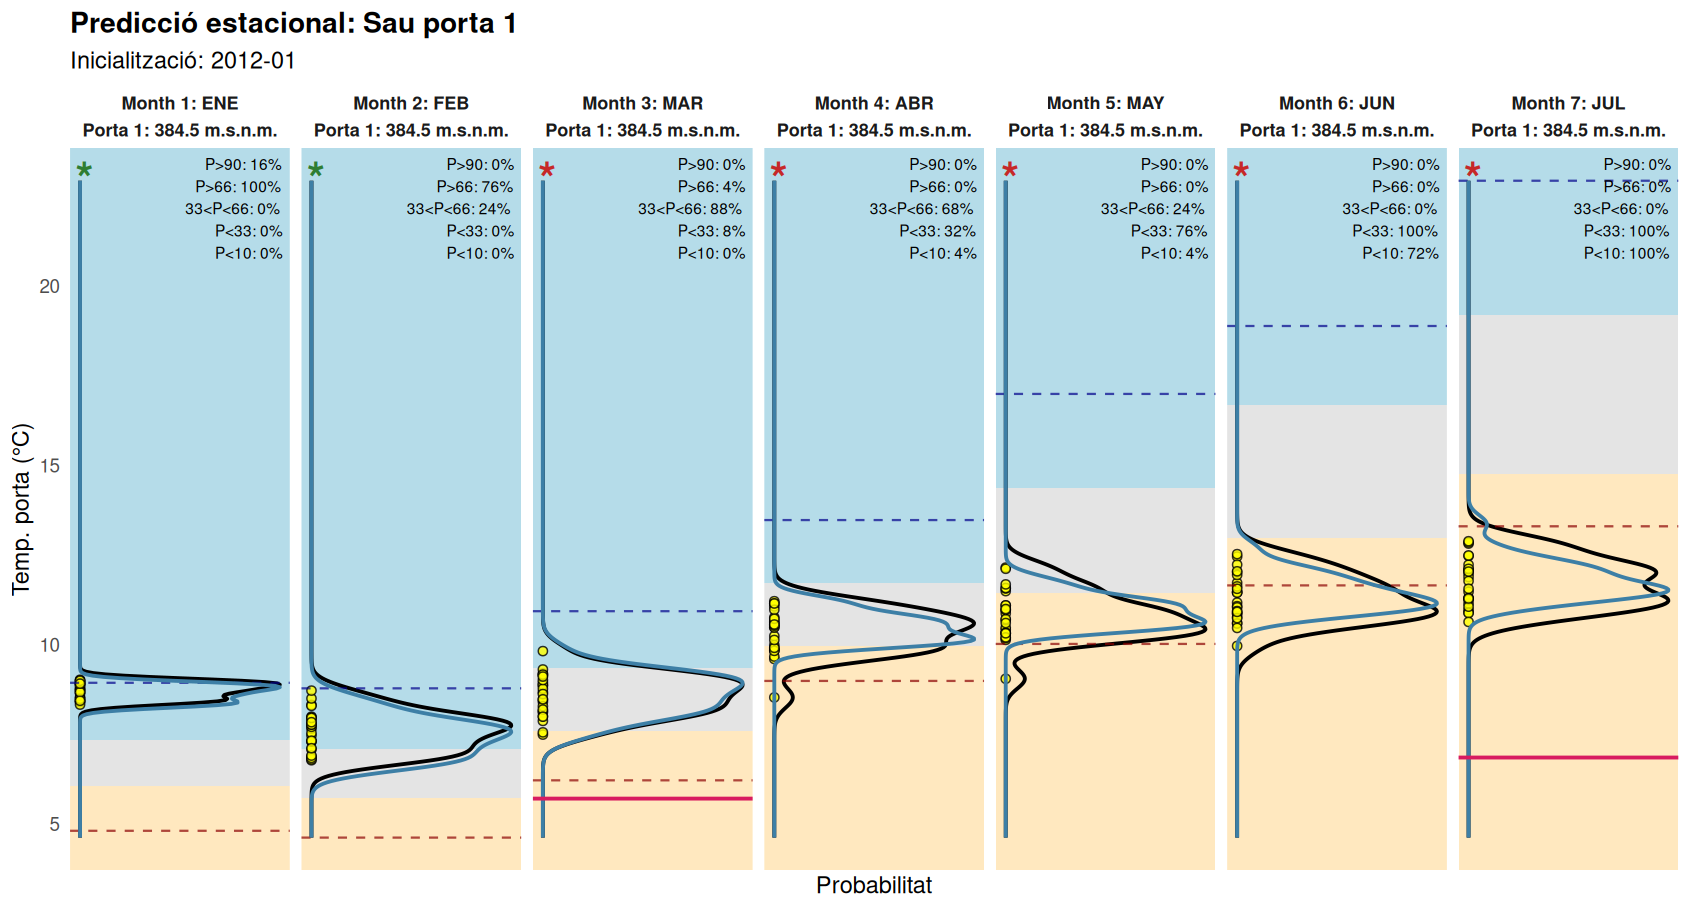 Predicció estacional: Sau porta 1
Inicialització: 2012-01
Month 1: ENE
Porta 1: 384.5 m.s.n.m.
Month 2: FEB
Porta 1: 384.5 m.s.n.m.
Month 3: MAR
Porta 1: 384.5 m.s.n.m.
Month 4: ABR
Porta 1: 384.5 m.s.n.m.
Month 5: MAY
Porta 1: 384.5 m.s.n.m.
Month 6: JUN
Porta 1: 384.5 m.s.n.m.
Month 7: JUL
Porta 1: 384.5 m.s.n.m.
*
P>90: 16%
P>66: 100%
33<P<66: 0%
P<33: 0%
P<10: 0%
*
P>90: 0%
P>66: 76%
33<P<66: 24%
P<33: 0%
P<10: 0%
*
P>90: 0%
P>66: 4%
33<P<66: 88%
P<33: 8%
P<10: 0%
*
P>90: 0%
P>66: 0%
33<P<66: 68%
P<33: 32%
P<10: 4%
*
P>90: 0%
P>66: 0%
33<P<66: 24%
P<33: 76%
P<10: 4%
*
P>90: 0%
P>66: 0%
33<P<66: 0%
P<33: 100%
P<10: 72%
*
P>90: 0%
P>66: 0%
33<P<66: 0%
P<33: 100%
P<10: 100%
Temp. porta (°C)
20
15
10
5
Probabilitat